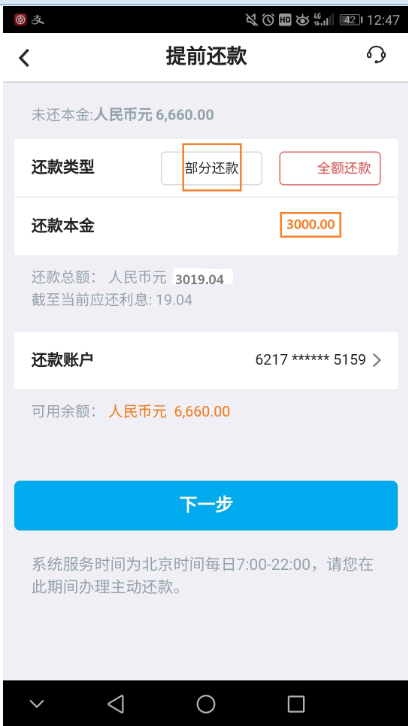 4G 42 12:47
提前还款
未还本金:人民币元 6,660.00
还款类型 部分还款 全额还款
还款本金 3000.00
还款总额: 人民币元 3019.04
截至当前应还利息: 19.04
还款账户 6217 ****** 5159
可用余额: 人民币元 6,660.00
下一步
系统服务时间为北京时间每日7:00-22:00，请您在
此期间办理主动还款。